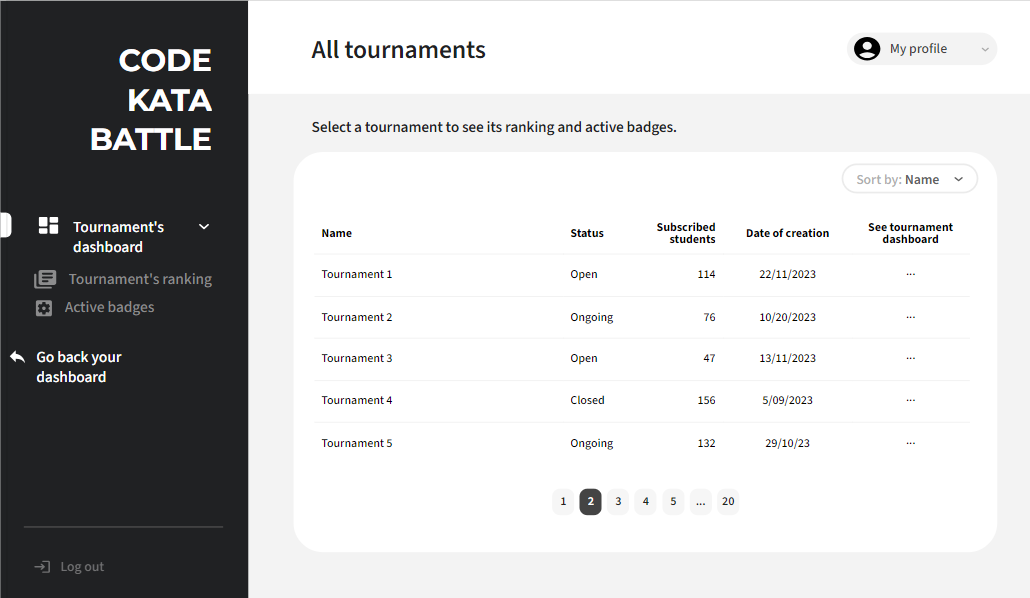 CODE
KATA
BATTLE
Tournament's
dashboard
Tournament's ranking
Active badges
Go back your
dashboard
Log out
All tournaments
My profile
Select a tournament to see its ranking and active badges.
Sort by: Name
Name Status Subscribed students Date of creation See tournament dashboard
Tournament 1 Open 114 22/11/2023 ...
Tournament 2 Ongoing 76 10/20/2023 ...
Tournament 3 Open 47 13/11/2023 ...
Tournament 4 Closed 156 5/09/2023 ...
Tournament 5 Ongoing 132 29/10/23 ...
1 2 3 4 5 ... 20